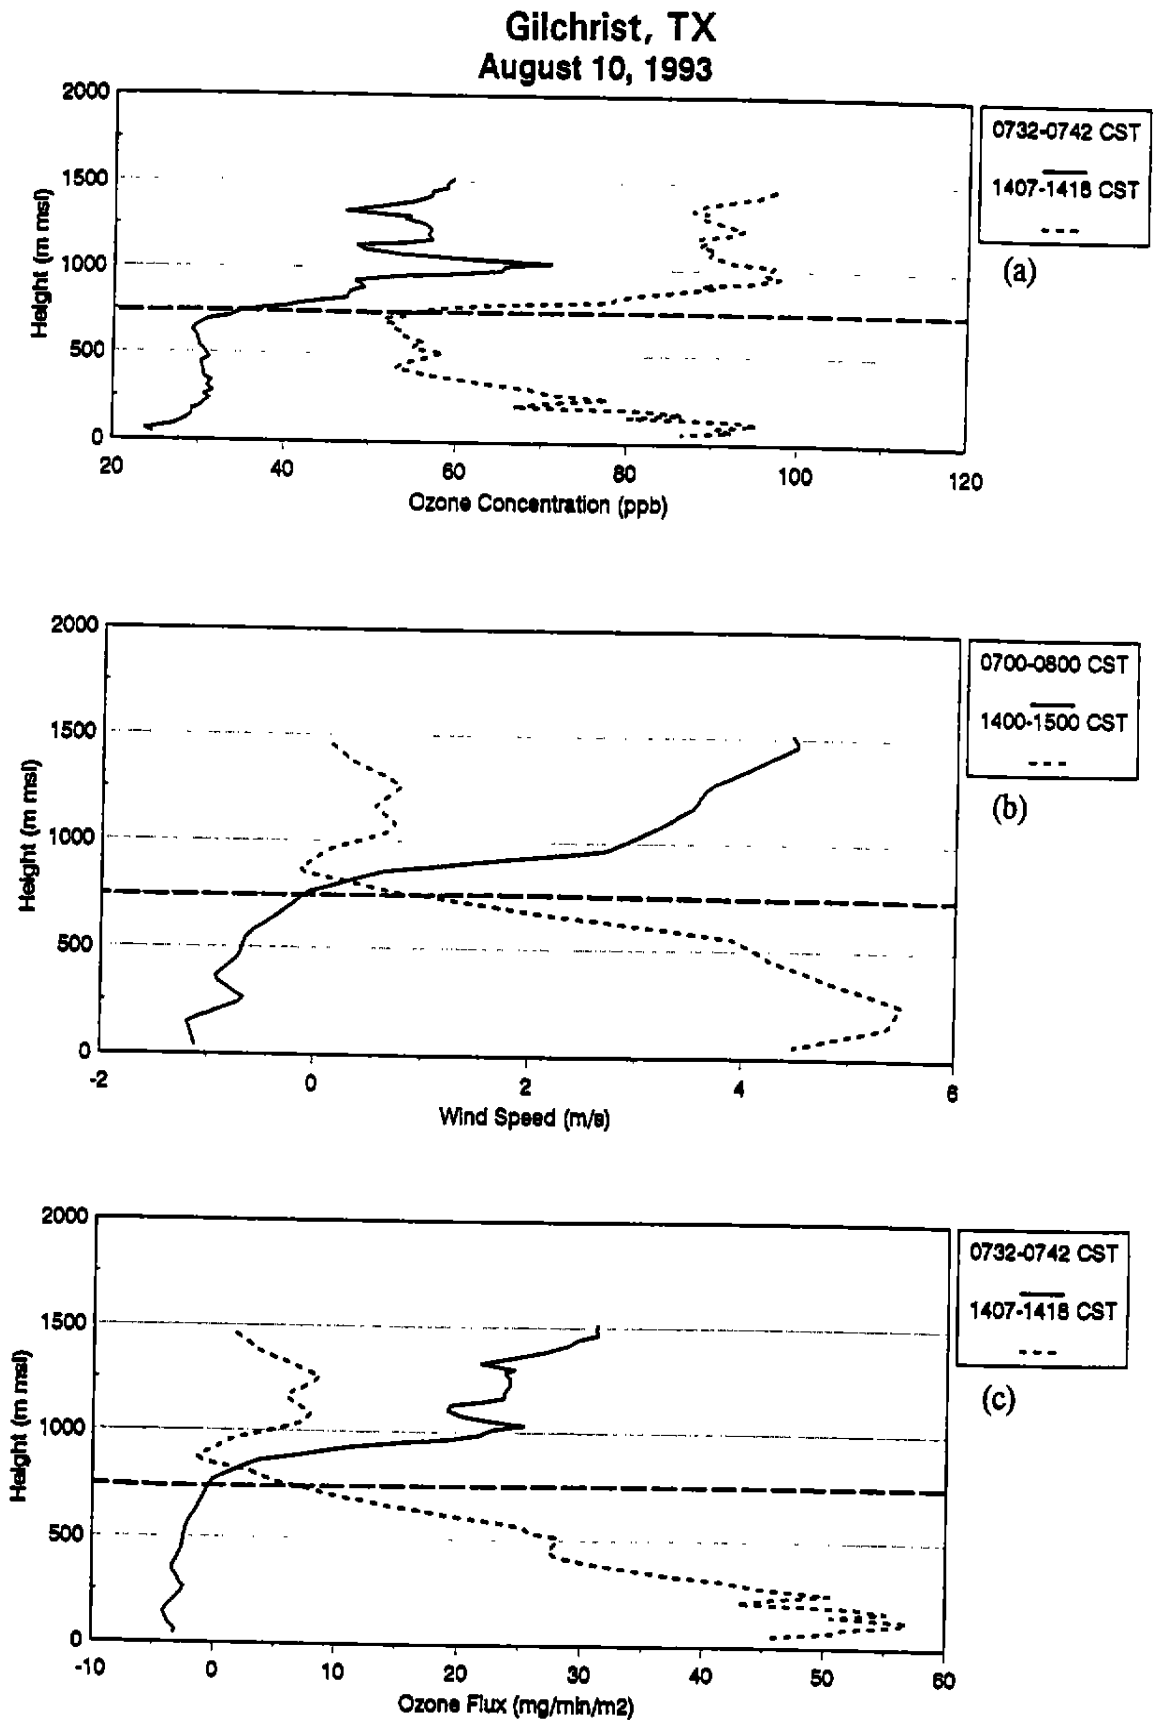 Gilchrist, TX
August 10, 1993
2000
1500
1000
500
0
Height (m msl)
20 40 60 80 100 120
Ozone Concentration (ppb)
0732-0742 CST
1407-1418 CST
(a)
2000
1500
1000
500
0
Height (m msl)
-2 0 2 4 6
Wind Speed (m/s)
0700-0800 CST
1400-1500 CST
(b)
2000
1500
1000
500
0
Height (m msl)
-10 0 10 20 30 40 50 60
Ozone Flux (mg/min/m2)
0732-0742 CST
1407-1418 CST
(c)